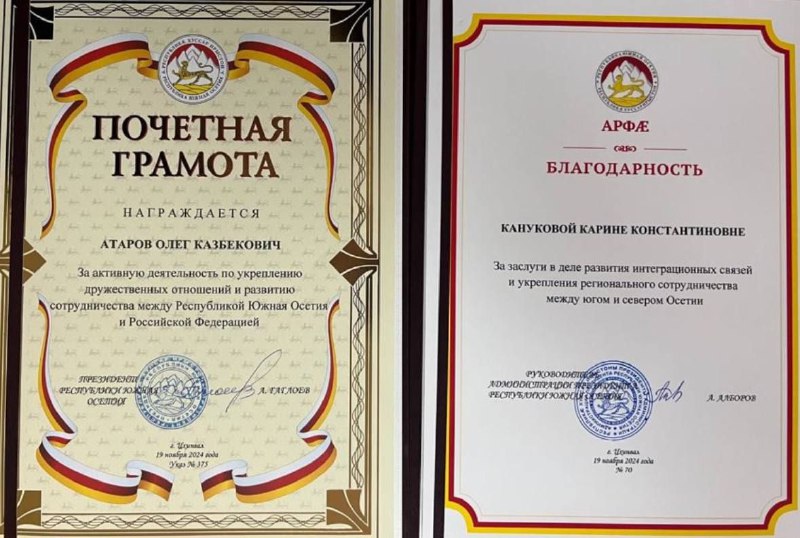 ПОЧЕТНАЯ
ГРАМОТА
НАГРАЖДАЕТСЯ
АТАРОВ ОЛЕГ КАЗБЕКОВИЧ
За активную деятельность по укреплению
дружественных отношений и развитию
сотрудничества между Республикой Южная Осетия
и Российской Федерацией
ПРЕЗИДЕНТ
РЕСПУБЛИКИ ЮЖНАЯ
ОСЕТИЯ
А. ГАГЛОЕВ
г. Цхинвал
19 ноября 2024 года
Указ № 375
АРФÆ
БЛАГОДАРНОСТЬ
КАНУКОВОЙ КАРИНЕ КОНСТАНТИНОВНЕ
За заслуги в деле развития интеграционных связей
и укрепления регионального сотрудничества
между югом и севером Осетии
РУКОВОДИТЕЛЬ
АДМИНИСТРАЦИИ ПРЕЗИДЕНТА
РЕСПУБЛИКИ ЮЖНАЯ ОСЕТИЯ
А. АЛБОРОВ
г. Цхинвал
19 ноября 2024 года
№ 70